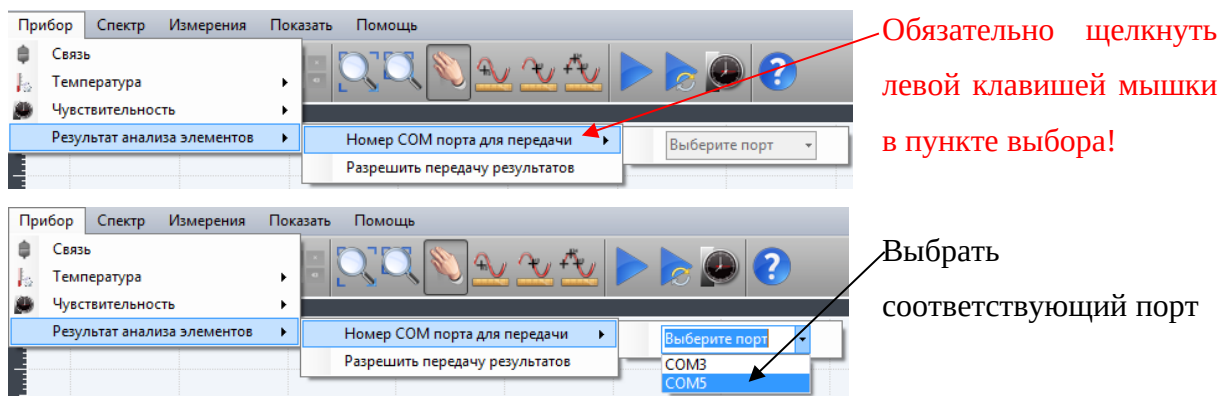 Прибор Спектр Измерения Показать Помощь
Связь
Температура
Чувствительность
Результат анализа элементов
Номер COM порта для передачи
Выберите порт
Разрешить передачу результатов
Обязательно щелкнуть
левой клавишей мышки
в пункте выбора!
Прибор Спектр Измерения Показать Помощь
Связь
Температура
Чувствительность
Результат анализа элементов
Номер COM порта для передачи
Выберите порт
Разрешить передачу результатов
COM3
COM5
Выбрать
соответствующий порт